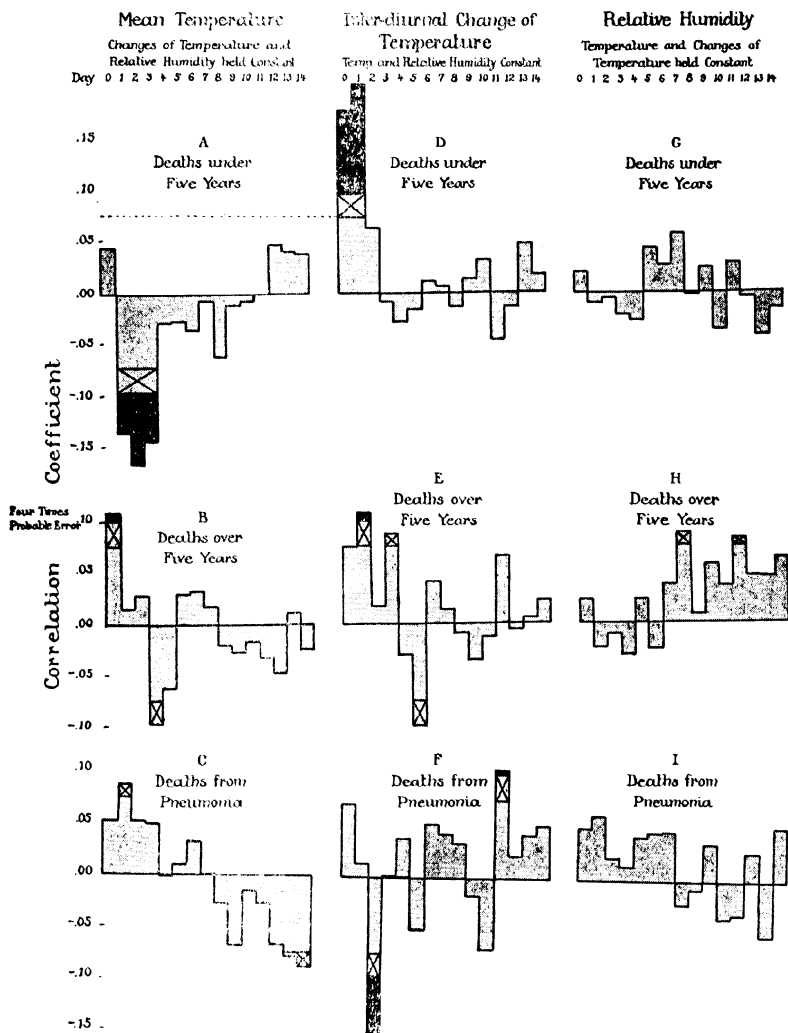 Mean Temperature
Changes of Temperature and
Relative Humidity held Constant
Day 0 1 2 3 4 5 6 7 8 9 10 11 12 13 14
Inter-diurnal Change of
Temperature
Temp. and Relative Humidity Constant
0 1 2 3 4 5 6 7 8 9 10 11 12 13 14
Relative Humidity
Temperature and Changes of
Temperature held Constant
0 1 2 3 4 5 6 7 8 9 10 11 12 13 14
.15
.10
.05
.00
-.05
-.10
-.15
A
Deaths under
Five Years
D
Deaths under
Five Years
G
Deaths under
Five Years
Correlation Coefficient
Four Times
Probable Error
.10
.05
.00
-.05
-.10
B
Deaths over
Five Years
E
Deaths over
Five Years
H
Deaths over
Five Years
.10
.05
.00
-.05
-.10
-.15
C
Deaths from
Pneumonia
F
Deaths from
Pneumonia
I
Deaths from
Pneumonia